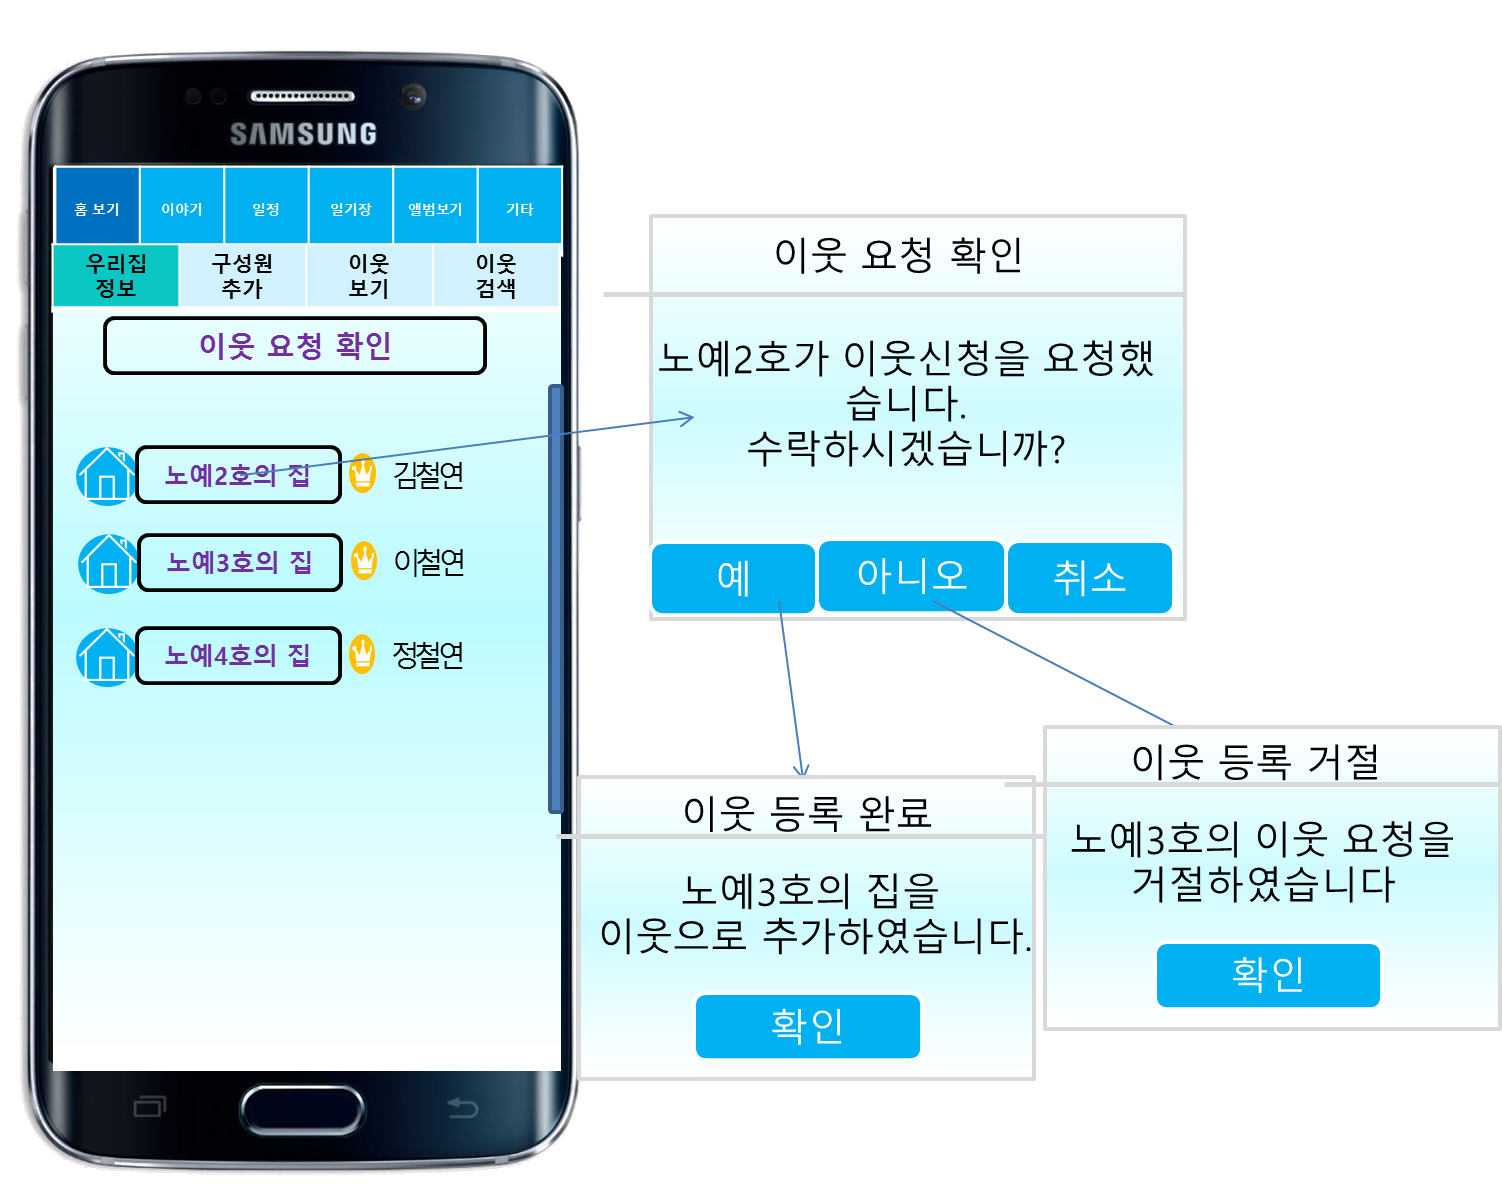 SAMSUNG
홈 보기
이야기
일정
일기장
앨범보기
기타
우리집
정보
구성원
추가
이웃
보기
이웃
검색
이웃 요청 확인
노예2호의 집
김철연
노예3호의 집
이철연
노예4호의 집
정철연
이웃 요청 확인
노예2호가 이웃신청을 요청했
습니다.
수락하시겠습니까?
예
아니오
취소
이웃 등록 완료
노예3호의 집을
이웃으로 추가하였습니다.
확인
이웃 등록 거절
노예3호의 이웃 요청을
거절하였습니다
확인